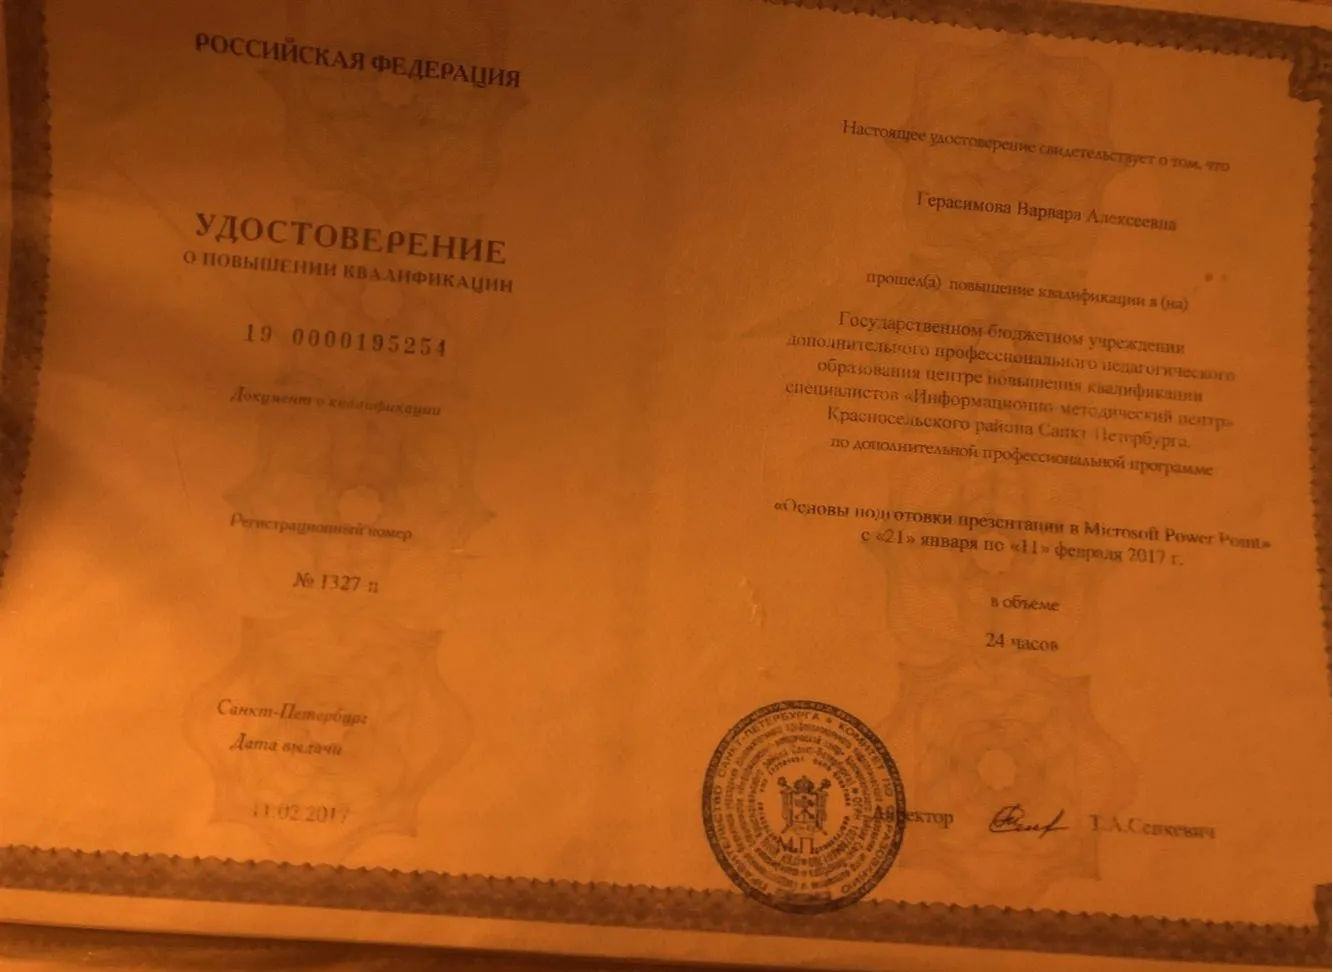 РОССИЙСКАЯ ФЕДЕРАЦИЯ
УДОСТОВЕРЕНИЕ
О ПОВЫШЕНИИ КВАЛИФИКАЦИИ
19 0000195254
Документ о квалификации
Регистрационный номер
№ 1327 п
Санкт-Петербург
Дата выдачи
11.02.2017
Настоящее удостоверение свидетельствует о том, что
Герасимова Варвара Алексеевна
прошел(а) повышение квалификации в (на)
Государственном бюджетном учреждении
дополнительного профессионального педагогического
образования центре повышения квалификации
специалистов «Информационно методический центр»
Красносельского района Санкт Петербурга.
по дополнительной профессиональной программе
«Основы подготовки презентации в Microsoft Power Point»
с «21» января по «11» февраля 2017 г.
в объеме
24 часов
М.П.
Директор
Т.А.Сенкевич